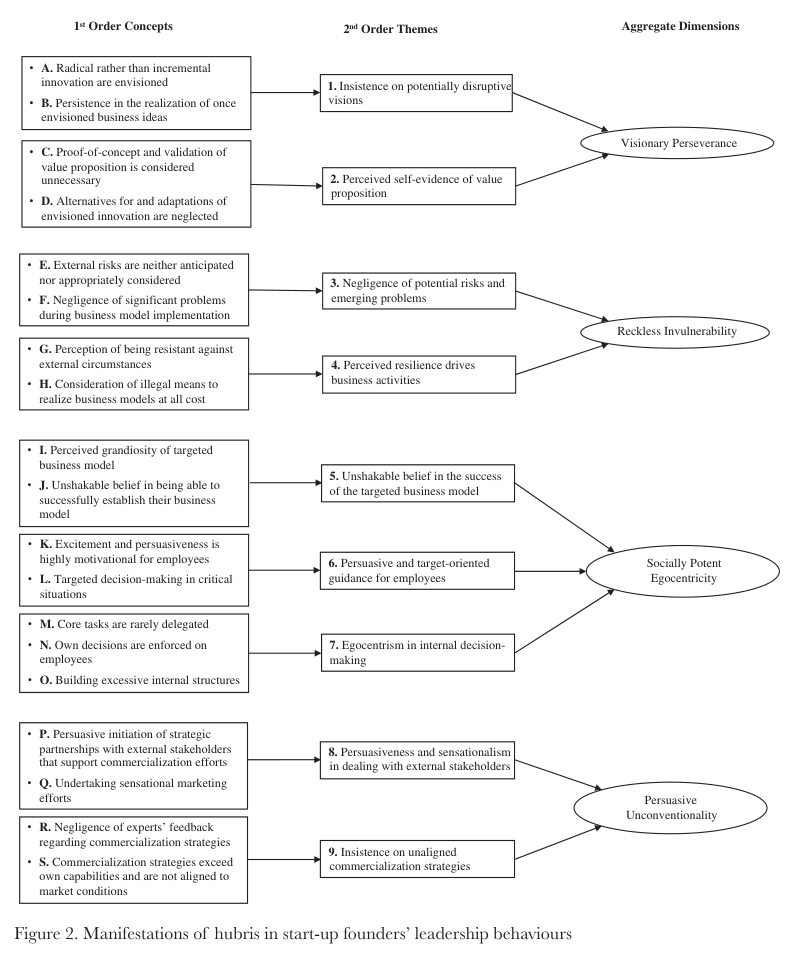 1st Order Concepts
2nd Order Themes
Aggregate Dimensions
• A. Radical rather than incremental
innovation are envisioned
• B. Persistence in the realization of once
envisioned business ideas
1. Insistence on potentially disruptive
visions
• C. Proof-of-concept and validation of
value proposition is considered
unnecessary
• D. Alternatives for and adaptations of
envisioned innovation are neglected
2. Perceived self-evidence of value
proposition
Visionary Perseverance
• E. External risks are neither anticipated
nor appropriately considered
• F. Negligence of significant problems
during business model implementation
3. Negligence of potential risks and
emerging problems
• G. Perception of being resistant against
external circumstances
• H. Consideration of illegal means to
realize business models at all cost
4. Perceived resilience drives
business activities
Reckless Invulnerability
• I. Perceived grandiosity of targeted
business model
• J. Unshakable belief in being able to
successfully establish their business
model
5. Unshakable belief in the success
of the targeted business model
• K. Excitement and persuasiveness is
highly motivational for employees
• L. Targeted decision-making in critical
situations
6. Persuasive and target-oriented
guidance for employees
• M. Core tasks are rarely delegated
• N. Own decisions are enforced on
employees
• O. Building excessive internal structures
7. Egocentrism in internal decision-
making
Socially Potent
Egocentricity
• P. Persuasive initiation of strategic
partnerships with external stakeholders
that support commercialization efforts
• Q. Undertaking sensational marketing
efforts
8. Persuasiveness and sensationalism
in dealing with external stakeholders
• R. Negligence of experts' feedback
regarding commercialization strategies
• S. Commercialization strategies exceed
own capabilities and are not aligned to
market conditions
9. Insistence on unaligned
commercialization strategies
Persuasive
Unconventionality
Figure 2. Manifestations of hubris in start-up founders' leadership behaviours